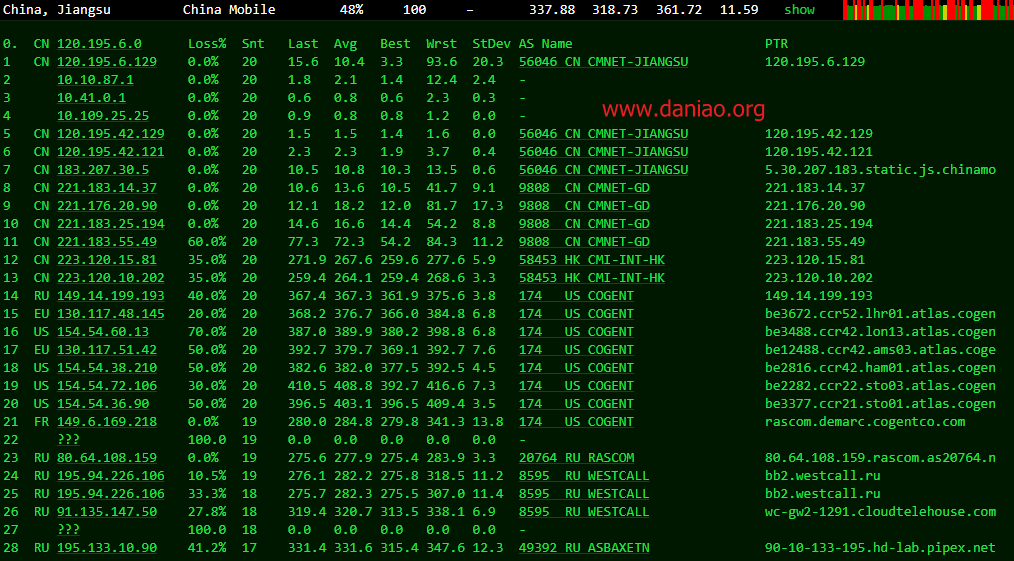 China, Jiangsu China Mobile 48% 100 – 337.88 318.73 361.72 11.59 show
0. CN 120.195.6.0 Loss% Snt Last Avg Best Wrst StDev AS Name PTR
1 CN 120.195.6.129 0.0% 20 15.6 10.4 3.3 93.6 20.3 56046 CN CMNET-JIANGSU 120.195.6.129
2 10.10.87.1 0.0% 20 1.8 2.1 1.4 12.4 2.4 -
3 10.41.0.1 0.0% 20 0.6 0.8 0.6 2.3 0.3 -
4 10.109.25.25 0.0% 20 0.9 0.8 0.8 1.2 0.0 -
www.daniao.org
5 CN 120.195.42.129 0.0% 20 1.5 1.5 1.4 1.6 0.0 56046 CN CMNET-JIANGSU 120.195.42.129
6 CN 120.195.42.121 0.0% 20 2.3 2.3 1.9 3.7 0.4 56046 CN CMNET-JIANGSU 120.195.42.121
7 CN 183.207.30.5 0.0% 20 10.5 10.8 10.3 13.5 0.6 56046 CN CMNET-JIANGSU 5.30.207.183.static.js.chinamo
8 CN 221.183.14.37 0.0% 20 10.6 13.6 10.5 41.7 9.1 9808 CN CMNET-GD 221.183.14.37
9 CN 221.176.20.90 0.0% 20 12.1 18.2 12.0 81.7 17.3 9808 CN CMNET-GD 221.176.20.90
10 CN 221.183.25.194 0.0% 20 14.6 16.6 14.4 54.2 8.8 9808 CN CMNET-GD 221.183.25.194
11 CN 221.183.55.49 60.0% 20 77.3 72.3 54.2 84.3 11.2 9808 CN CMNET-GD 221.183.55.49
12 CN 223.120.15.81 35.0% 20 271.9 267.6 259.6 277.6 5.9 58453 HK CMI-INT-HK 223.120.15.81
13 CN 223.120.10.202 35.0% 20 259.4 264.1 259.4 268.6 3.3 58453 HK CMI-INT-HK 223.120.10.202
14 RU 149.14.199.193 40.0% 20 367.4 367.3 361.9 375.6 3.8 174 US COGENT 149.14.199.193
15 EU 130.117.48.145 20.0% 20 368.2 376.7 366.0 384.8 6.8 174 US COGENT be3672.ccr52.lhr01.atlas.cogen
16 US 154.54.60.13 70.0% 20 387.0 389.9 380.2 398.8 6.8 174 US COGENT be3488.ccr42.lon13.atlas.cogen
17 EU 130.117.51.42 50.0% 20 392.7 379.7 369.1 392.7 7.6 174 US COGENT be12488.ccr42.ams03.atlas.coge
18 US 154.54.38.210 50.0% 20 382.6 382.0 377.5 392.5 4.5 174 US COGENT be2816.ccr42.ham01.atlas.cogen
19 US 154.54.72.106 30.0% 20 410.5 408.8 392.7 416.6 7.3 174 US COGENT be2282.ccr22.sto03.atlas.cogen
20 US 154.54.36.90 50.0% 20 396.5 403.1 396.5 409.4 3.5 174 US COGENT be3377.ccr21.sto01.atlas.cogen
21 FR 149.6.169.218 0.0% 19 280.0 284.8 279.8 341.3 13.8 174 US COGENT rascom.demarc.cogentco.com
22 ??? 100.0 19 0.0 0.0 0.0 0.0 0.0 -
23 RU 80.64.108.159 0.0% 19 275.6 277.9 275.4 283.9 3.3 20764 RU RASCOM 80.64.108.159.rascom.as20764.n
24 RU 195.94.226.106 10.5% 19 276.1 282.2 275.8 318.5 11.2 8595 RU WESTCALL bb2.westcall.ru
25 RU 195.94.226.106 33.3% 18 275.7 282.3 275.5 307.0 11.4 8595 RU WESTCALL bb2.westcall.ru
26 RU 91.135.147.50 27.8% 18 319.4 320.7 313.5 338.1 6.9 8595 RU WESTCALL wc-gw2-1291.cloudtelehouse.com
27 ??? 100.0 18 0.0 0.0 0.0 0.0 0.0 -
28 RU 195.133.10.90 41.2% 17 331.4 331.6 315.4 347.6 12.3 49392 RU ASBAXETN 90-10-133-195.hd-lab.pipex.net